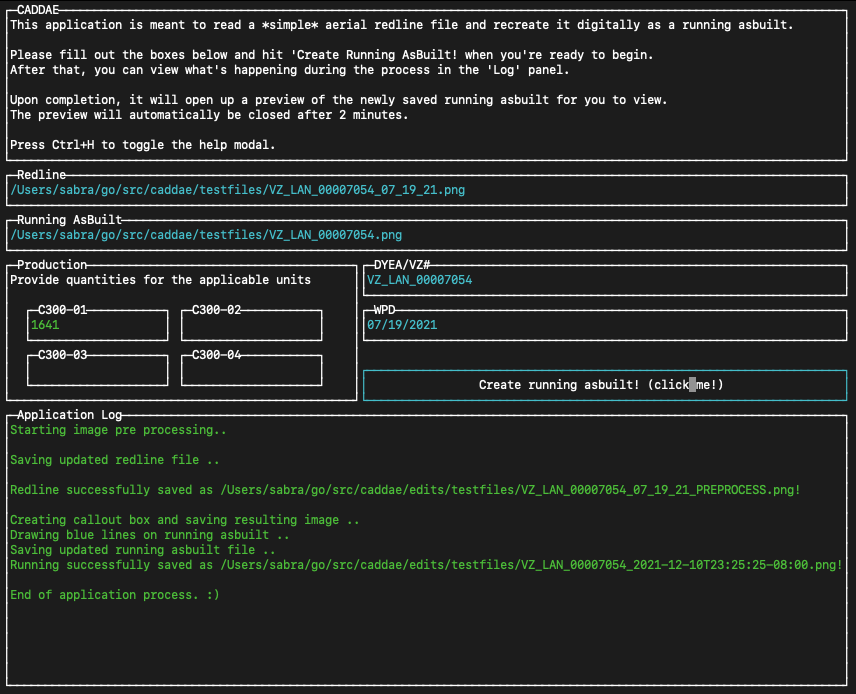 CADDAE
This application is meant to read a *simple* aerial redline file and recreate it digitally as a running asbuilt.
Please fill out the boxes below and hit 'Create Running AsBuilt! when you're ready to begin.
After that, you can view what's happening during the process in the 'Log' panel.
Upon completion, it will open up a preview of the newly saved running asbuilt for you to view.
The preview will automatically be closed after 2 minutes.
Press Ctrl+H to toggle the help modal.
Redline
/Users/sabra/go/src/caddae/testfiles/VZ_LAN_00007054_07_19_21.png
Running AsBuilt
/Users/sabra/go/src/caddae/testfiles/VZ_LAN_00007054.png
Production
Provide quantities for the applicable units
C300-01
1641
C300-02
C300-03
C300-04
DYEA/VZ#
VZ_LAN_00007054
WPD
07/19/2021
Create running asbuilt! (click me!)
Application Log
Starting image pre processing..
Saving updated redline file ..
Redline successfully saved as /Users/sabra/go/src/caddae/edits/testfiles/VZ_LAN_00007054_07_19_21_PREPROCESS.png!
Creating callout box and saving resulting image ..
Drawing blue lines on running asbuilt ..
Saving updated running asbuilt file ..
Running successfully saved as /Users/sabra/go/src/caddae/edits/testfiles/VZ_LAN_00007054_2021-12-10T23:25:25-08:00.png!
End of application process. :)